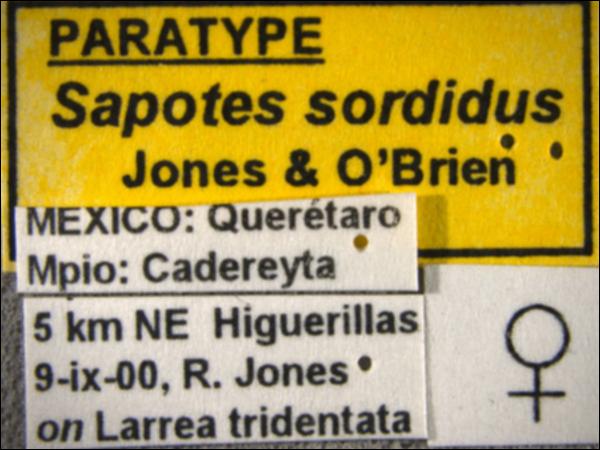 PARATYPE
Sapotes sordidus
Jones & O'Brien
MEXICO: Querétaro
Mpio: Cadereyta
5 km NE Higuerillas
9-ix-00, R. Jones
on Larrea tridentata
♀